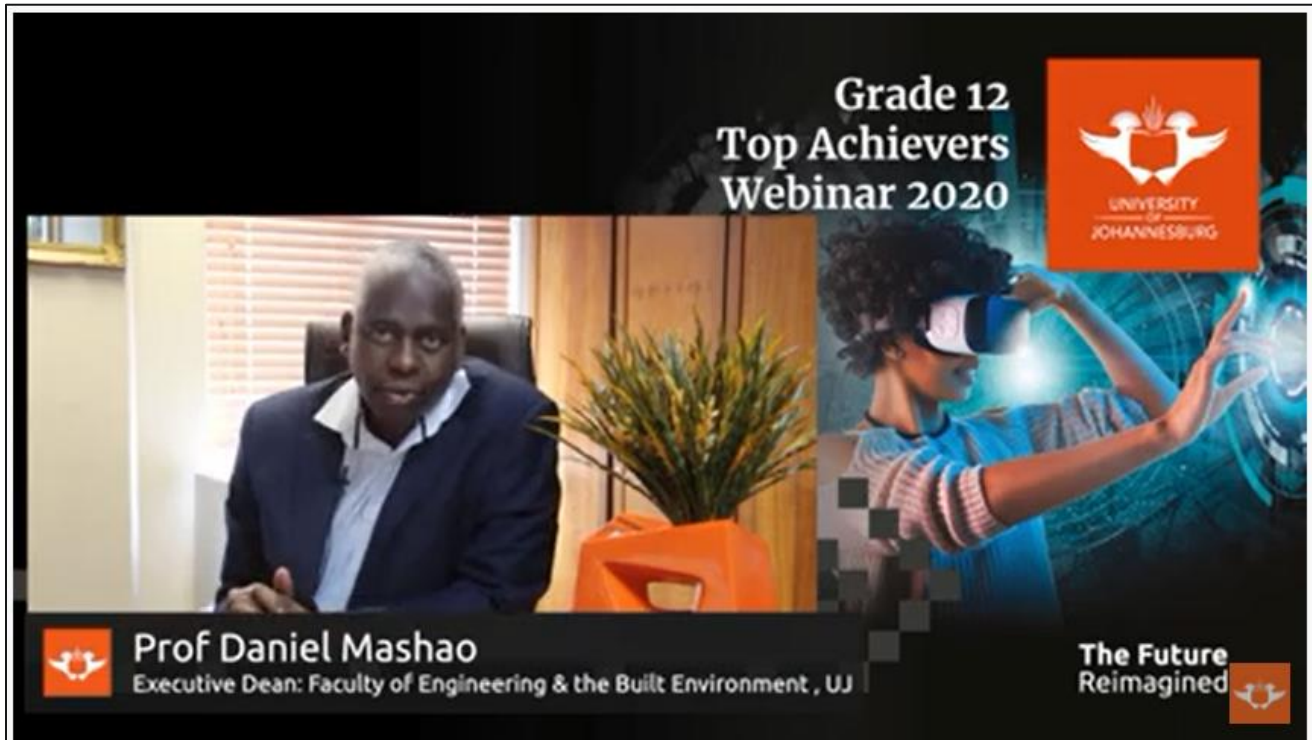 Grade 12
Top Achievers
Webinar 2020
UNIVERSITY
OF
JOHANNESBURG
Prof Daniel Mashao
Executive Dean: Faculty of Engineering & the Built Environment , UJ
The Future
Reimagined